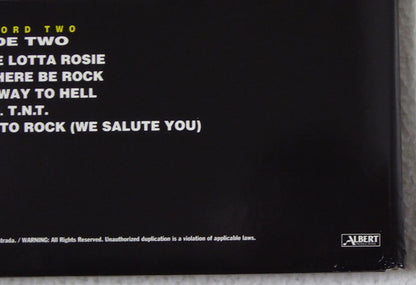 ORD TWO
DE TWO
E LOTTA ROSIE
HERE BE ROCK
WAY TO HELL
. T.N.T.
TO ROCK (WE SALUTE YOU)
trada. / WARNING: All Rights Reserved. Unauthorized duplication is a violation of applicable laws.
ALBERT